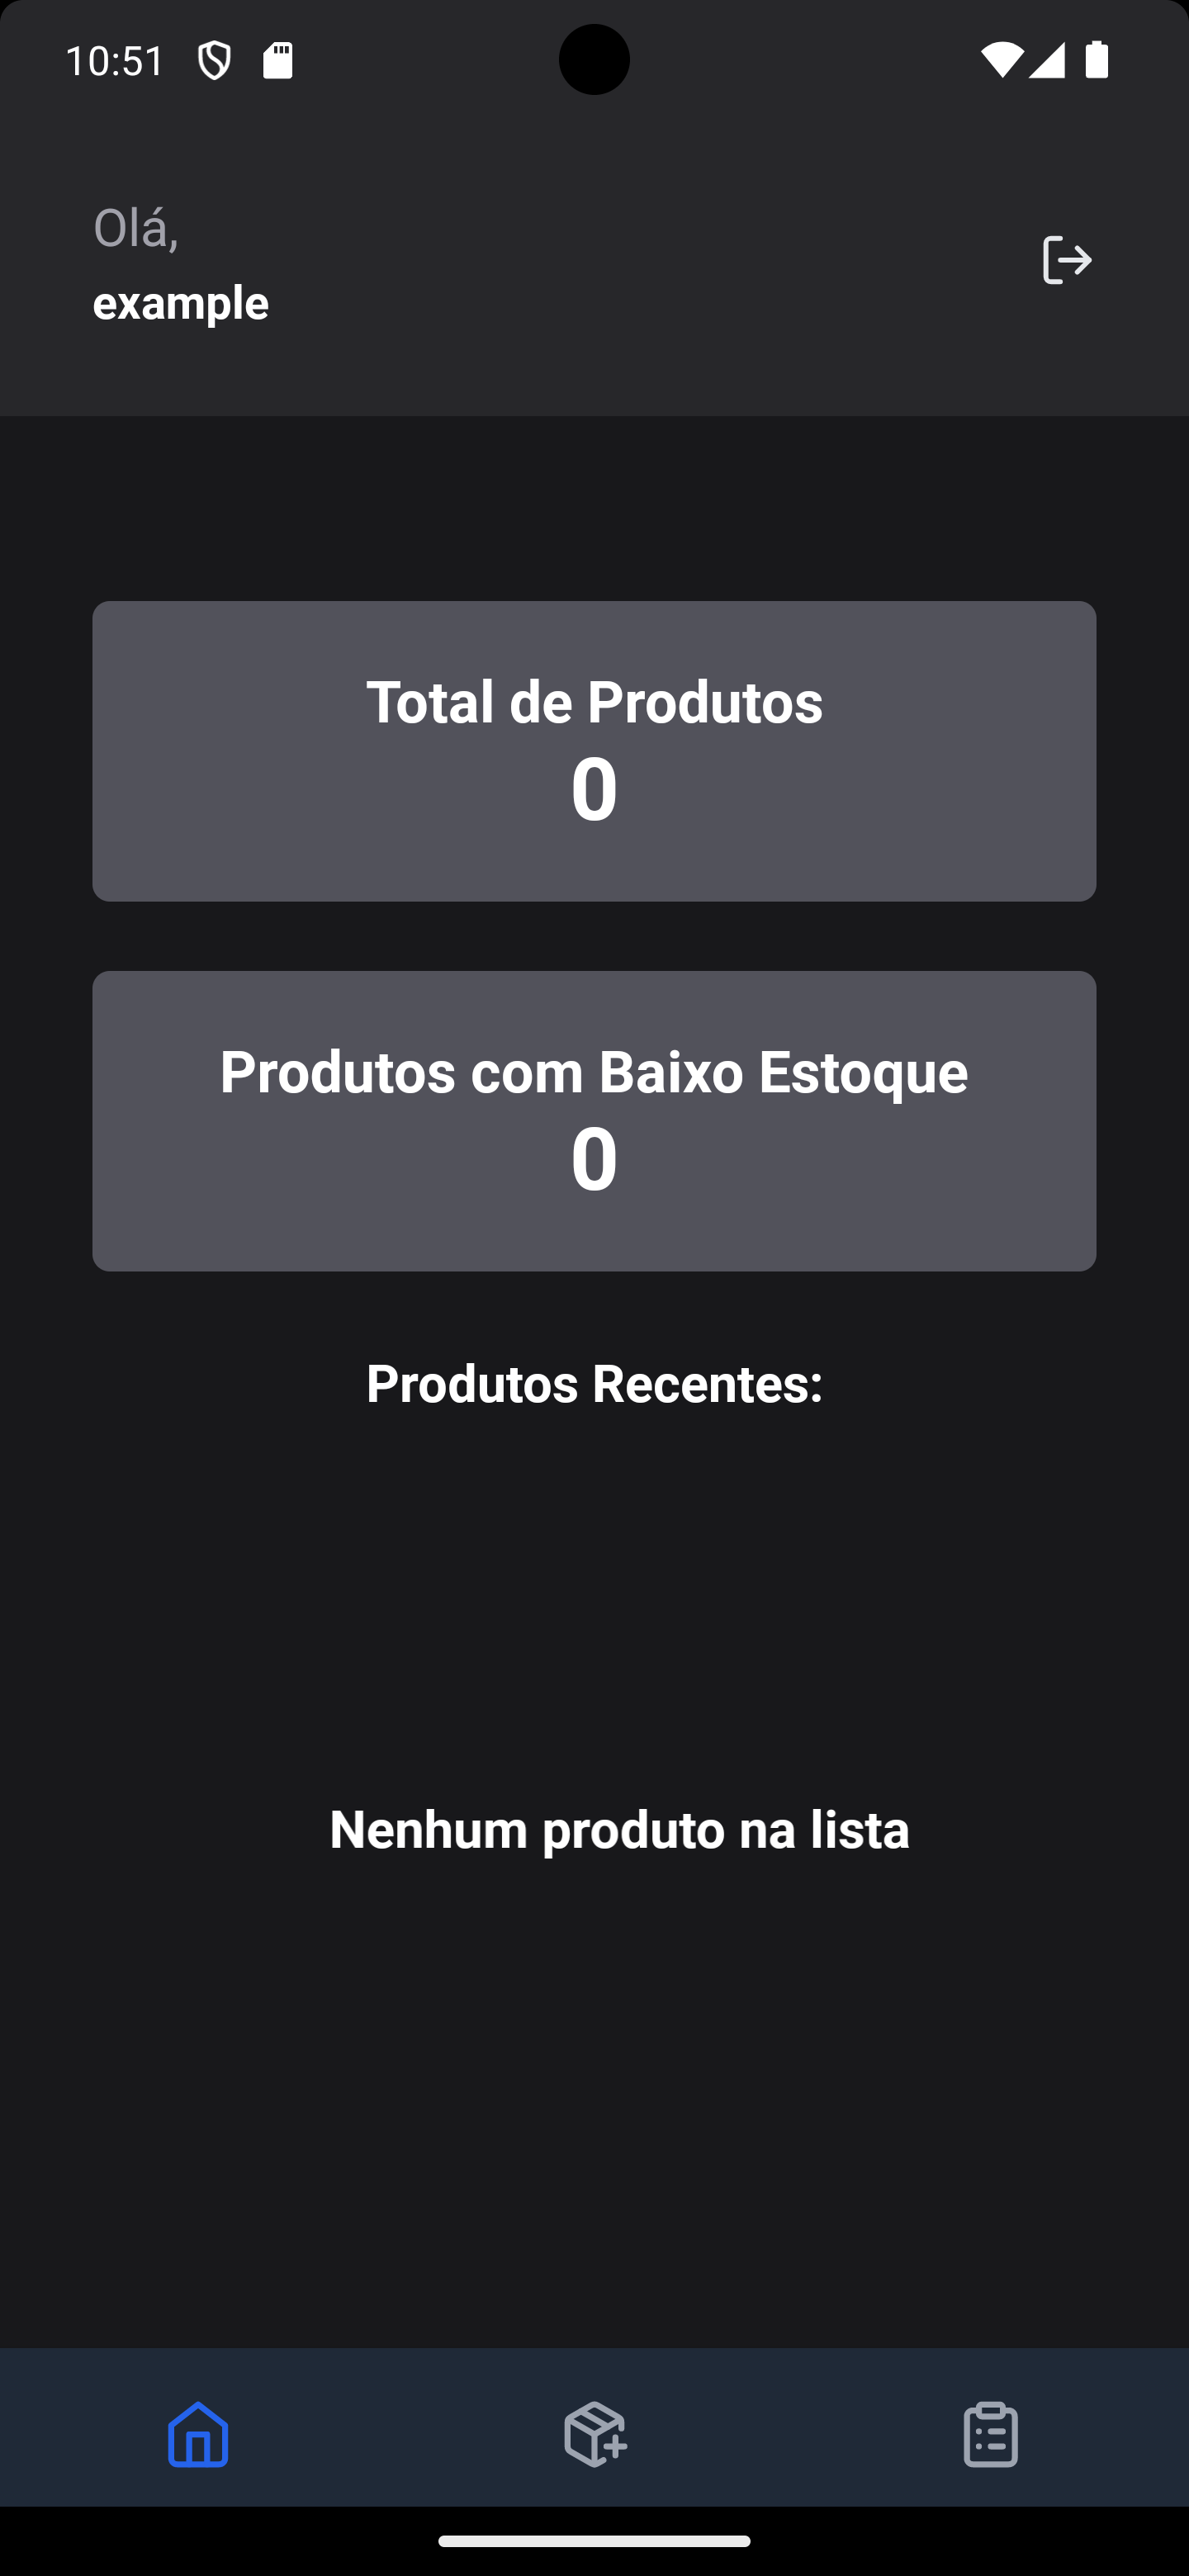 10:51
Olá,
example
Total de Produtos
0
Produtos com Baixo Estoque
0
Produtos Recentes:
Nenhum produto na lista